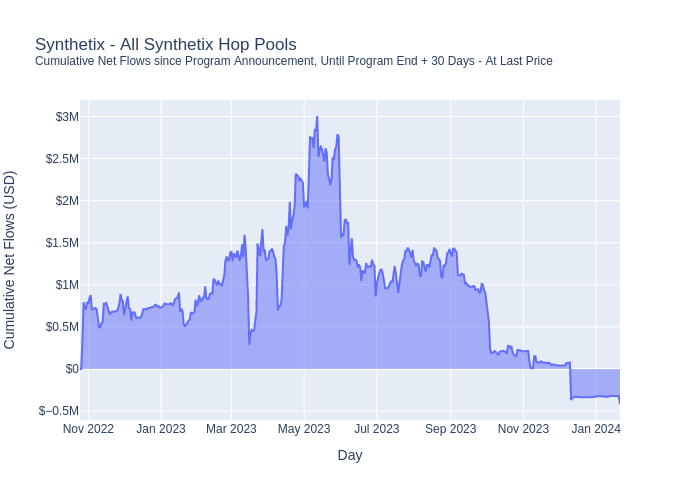 Synthetix - All Synthetix Hop Pools
Cumulative Net Flows since Program Announcement, Until Program End + 30 Days - At Last Price
Cumulative Net Flows (USD)
$3M
$2.5M
$2M
$1.5M
$1M
$0.5M
$0
$−0.5M
Nov 2022 Jan 2023 Mar 2023 May 2023 Jul 2023 Sep 2023 Nov 2023 Jan 2024
Day